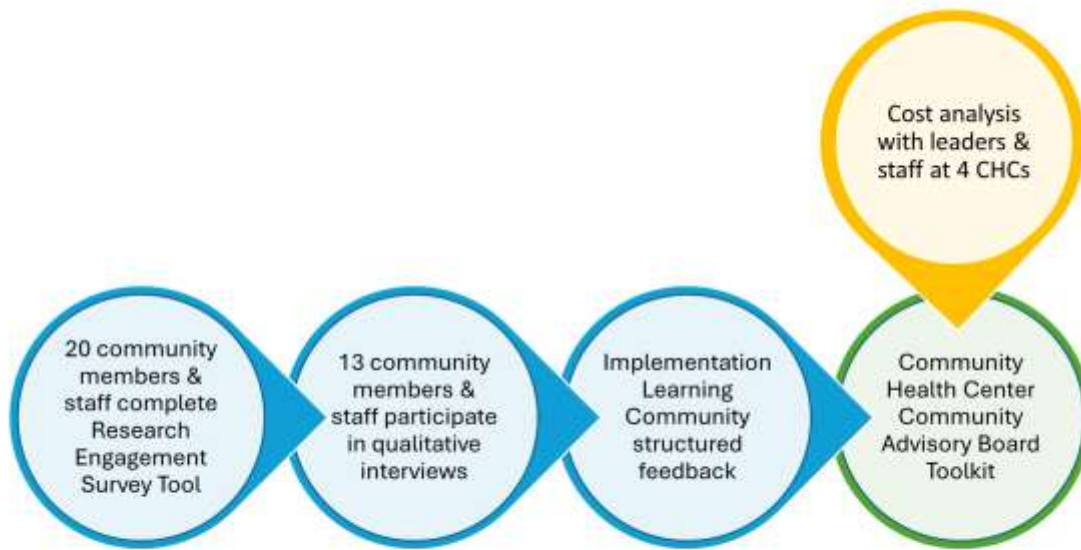 Cost analysis
with leaders &
staff at 4 CHCs
20 community
members &
staff complete
Research
Engagement
Survey Tool
13 community
members &
staff participate
in qualitative
interviews
Implementation
Learning
Community
structured
feedback
Community
Health Center
Community
Advisory Board
Toolkit